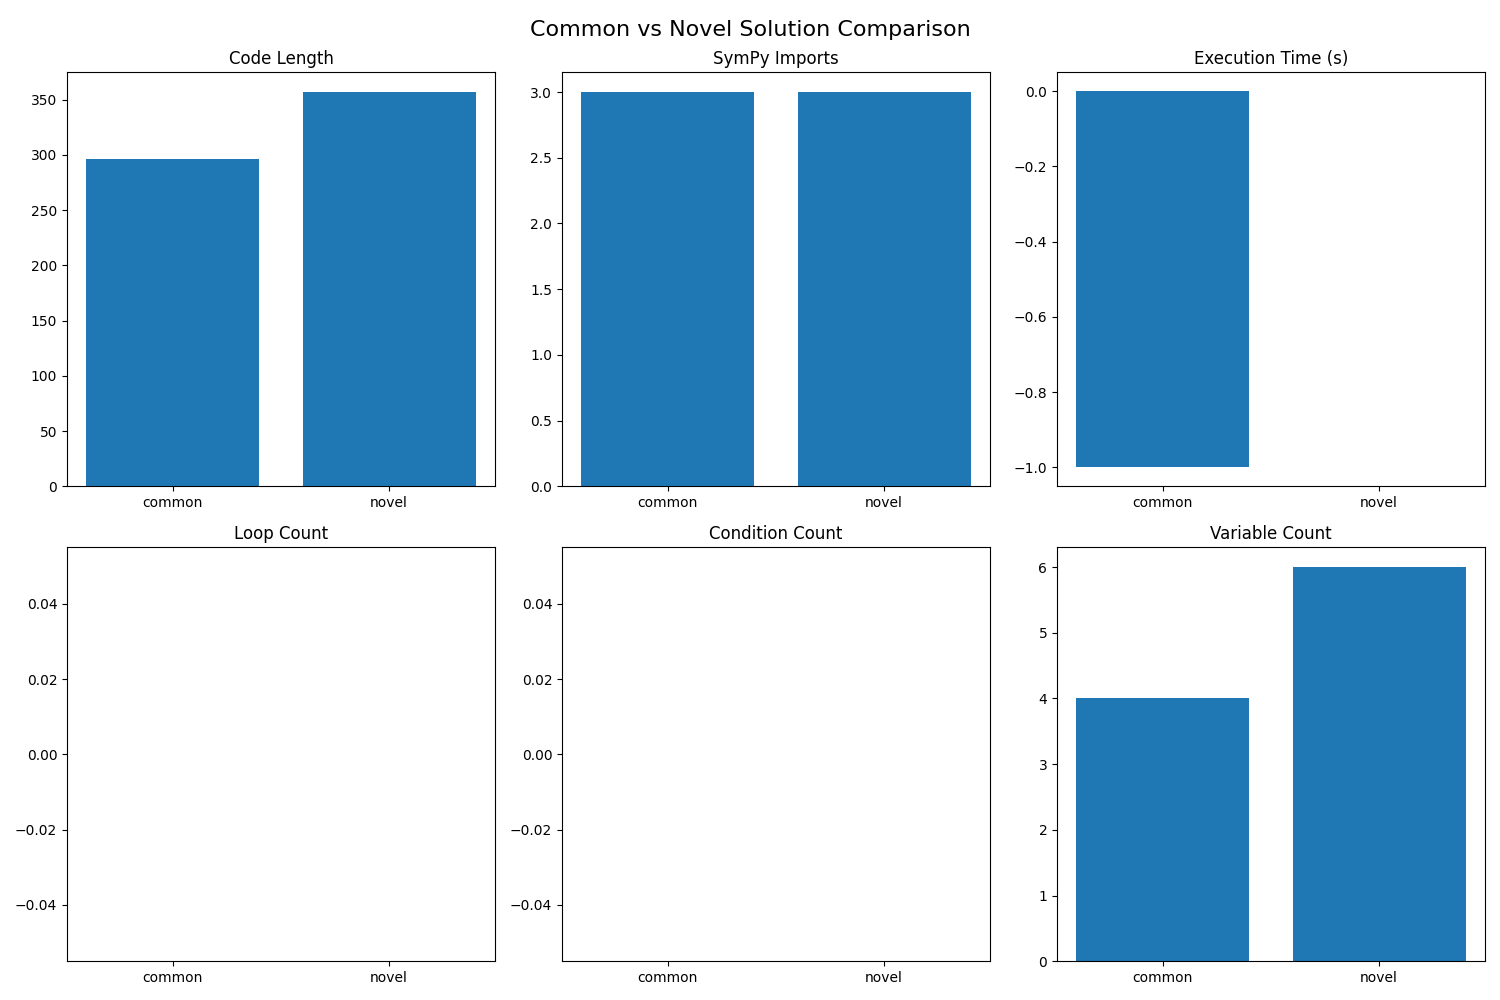 Common vs Novel Solution Comparison
Code Length
350
300
250
200
150
100
50
0
common novel
SymPy Imports
3.0
2.5
2.0
1.5
1.0
0.5
0.0
common novel
Execution Time (s)
0.0
−0.2
−0.4
−0.6
−0.8
−1.0
common novel
Loop Count
0.04
0.02
0.00
−0.02
−0.04
common novel
Condition Count
0.04
0.02
0.00
−0.02
−0.04
common novel
Variable Count
6
5
4
3
2
1
0
common novel